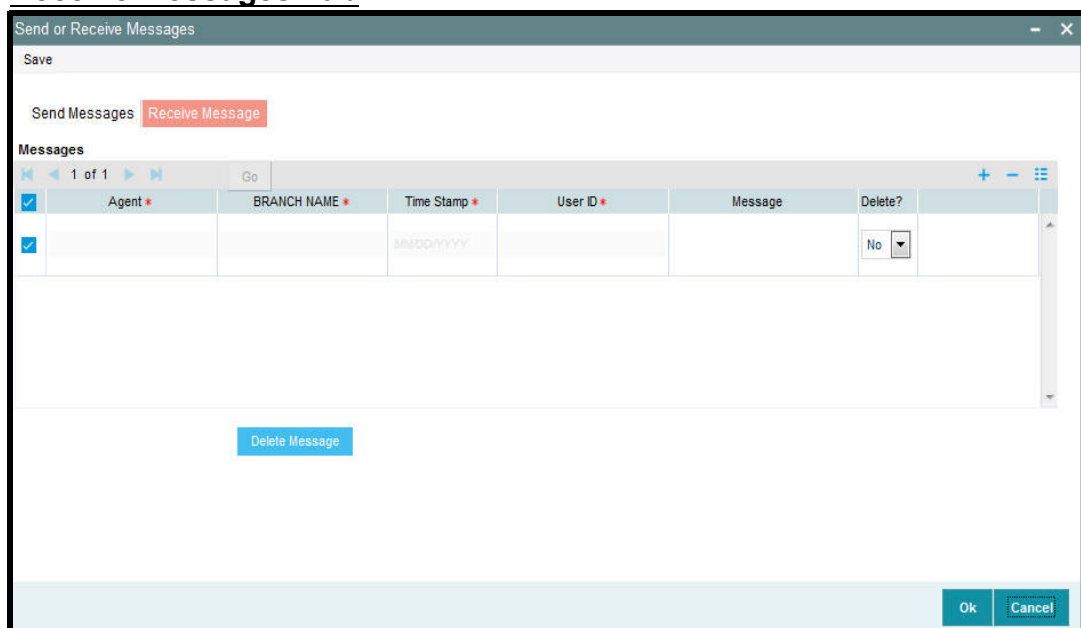 Send or Receive Messages
Save
Send Messages Receive Message
Messages
1 of 1 Go
Agent * BRANCH NAME * Time Stamp * User ID * Message Delete?
MM/DD/YYYY No
Delete Message
Ok Cancel